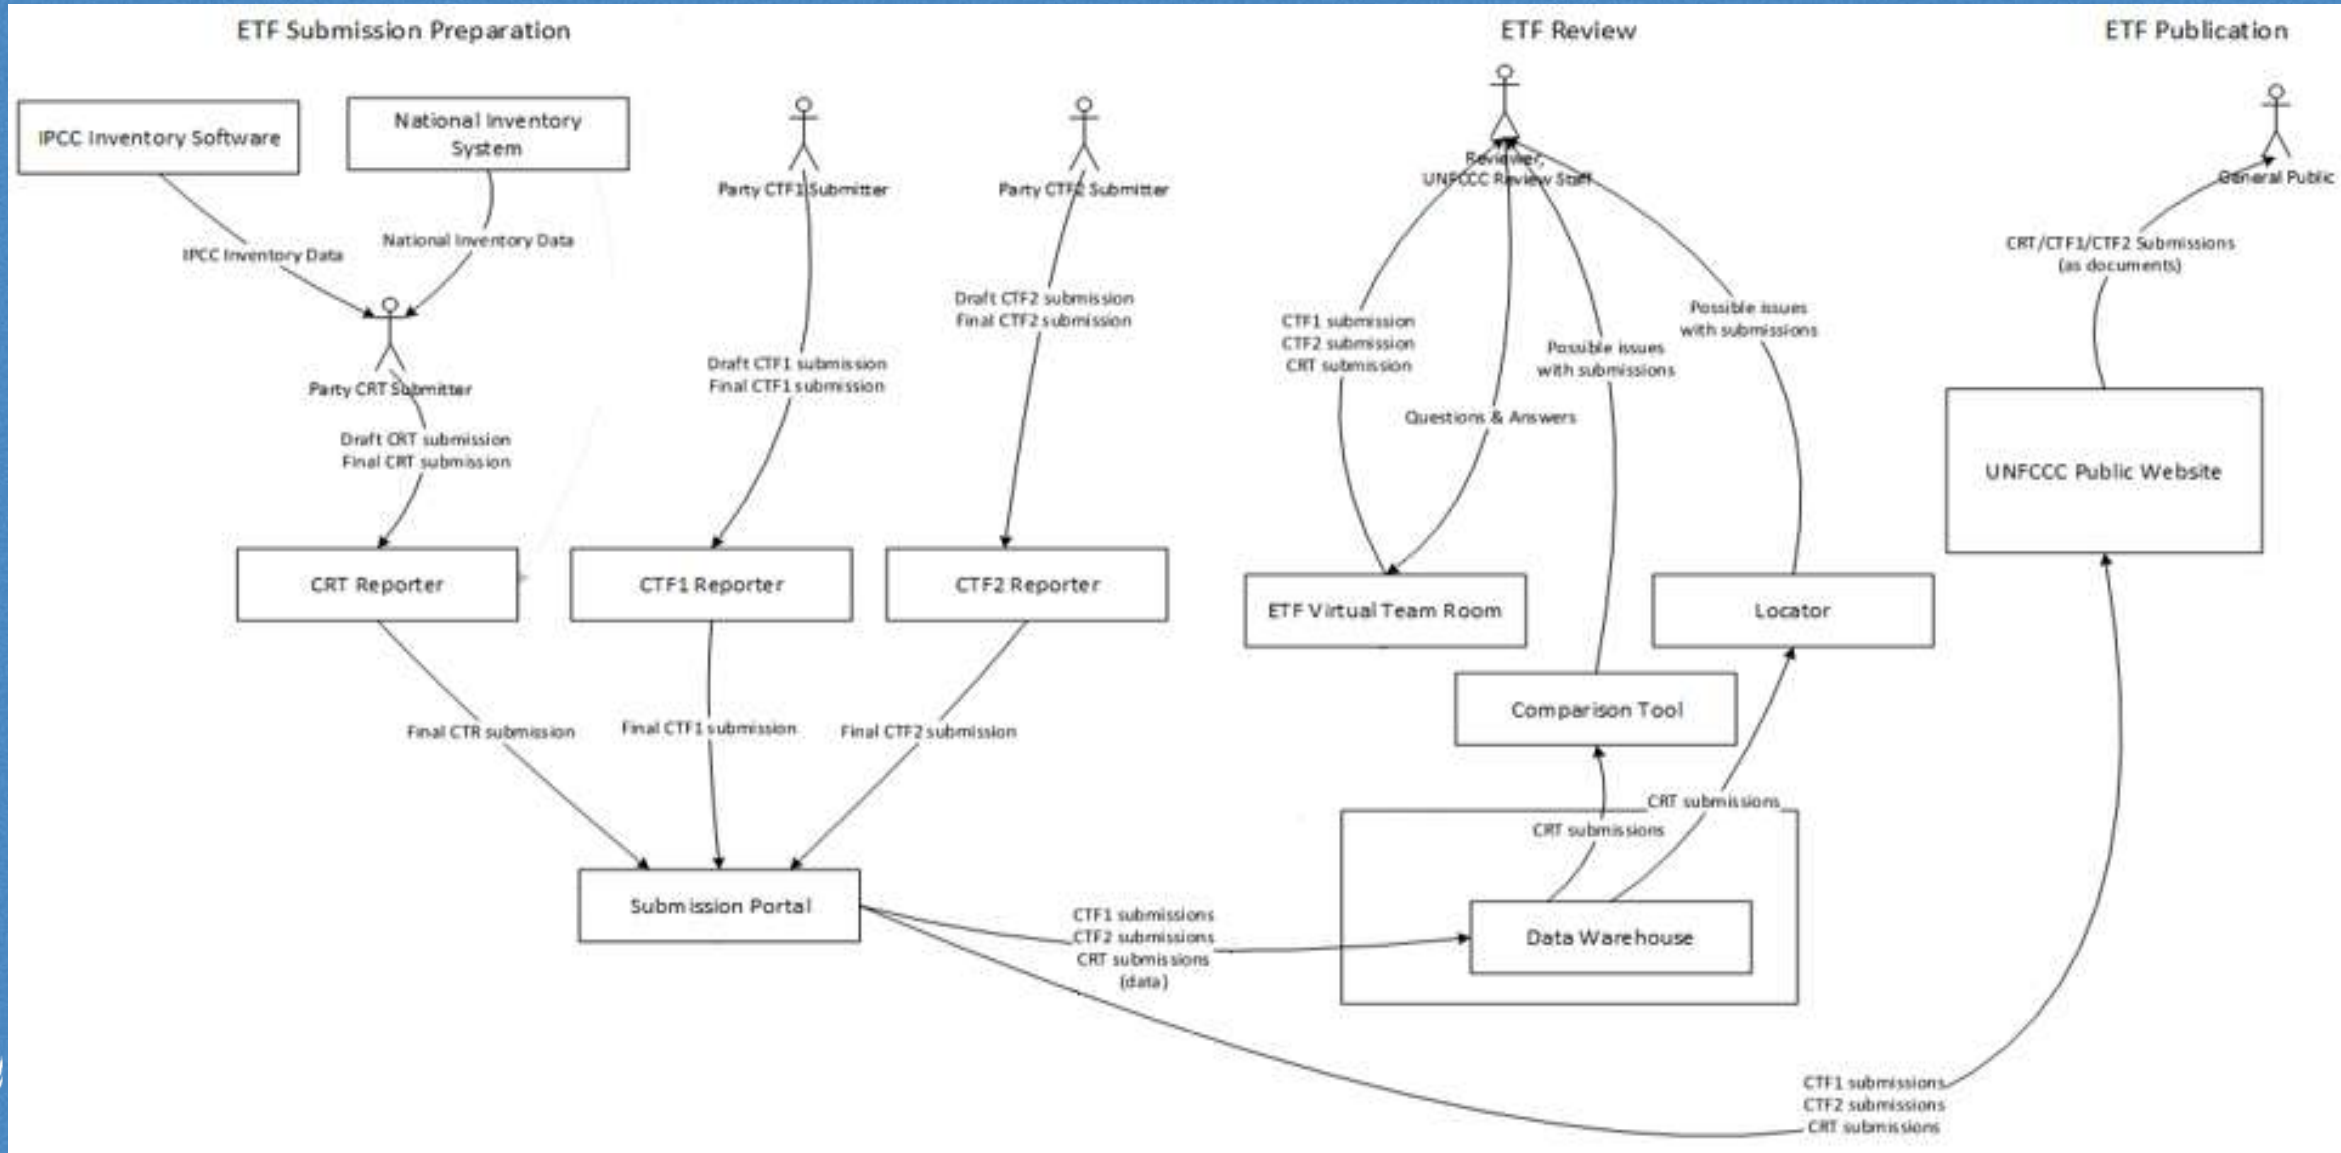 ETF Submission Preparation
ETF Review
ETF Publication
IPCC Inventory Software
National Inventory
System
Party CTF1 Submitter
Party CTF2 Submitter
Reviewer,
UNFCCC Review Staff
General Public
IPCC Inventory Data
National Inventory Data
CRT/CTF1/CTF2 Submissions
(as documents)
Draft CTF2 submission
Final CTF2 submission
CTF1 submission
CTF2 submission
CRT submission
Possible issues
with submissions
Possible issues
with submissions
Party CRT Submitter
Draft CTF1 submission
Final CTF1 submission
Questions & Answers
Draft CRT submission
Final CRT submission
UNFCCC Public Website
CRT Reporter
CTF1 Reporter
CTF2 Reporter
ETF Virtual Team Room
Locator
Comparison Tool
Final CTR submission
Final CTF1 submission
Final CTF2 submission
CRT submissions
CRT submissions
Submission Portal
CTF1 submissions
CTF2 submissions
CRT submissions
(data)
Data Warehouse
CTF1 submissions
CTF2 submissions
CRT submissions